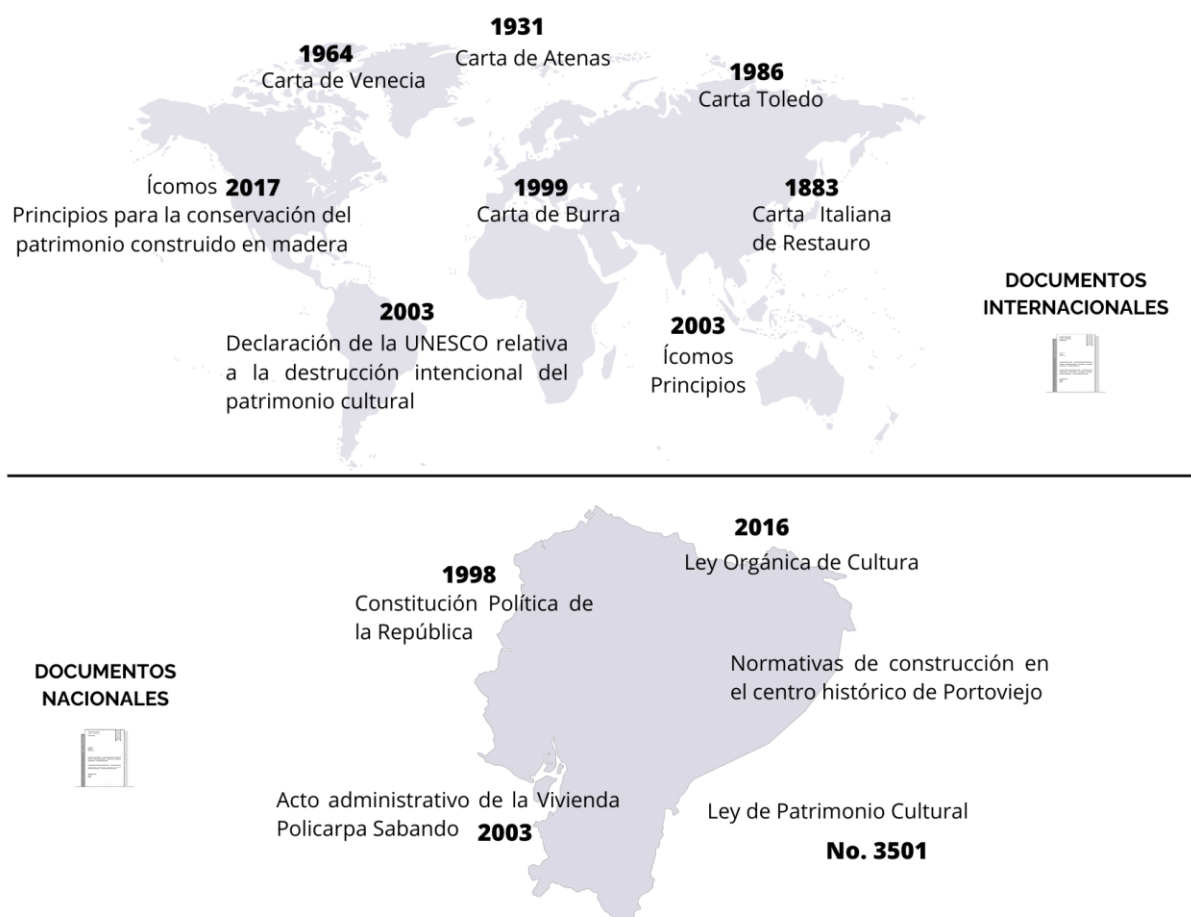 1931
Carta de Atenas
1964
Carta de Venecia
1986
Carta Toledo
Ícomos 2017
Principios para la conservación del
patrimonio construido en madera
1999
Carta de Burra
1883
Carta Italiana
de Restauro
2003
Declaración de la UNESCO relativa
a la destrucción intencional del
patrimonio cultural
2003
Ícomos
Principios
DOCUMENTOS
INTERNACIONALES
2016
Ley Orgánica de Cultura
1998
Constitución Política de
la República
Normativas de construcción en
el centro histórico de Portoviejo
DOCUMENTOS
NACIONALES
Acto administrativo de la Vivienda
Policarpa Sabando 2003
Ley de Patrimonio Cultural
No. 3501